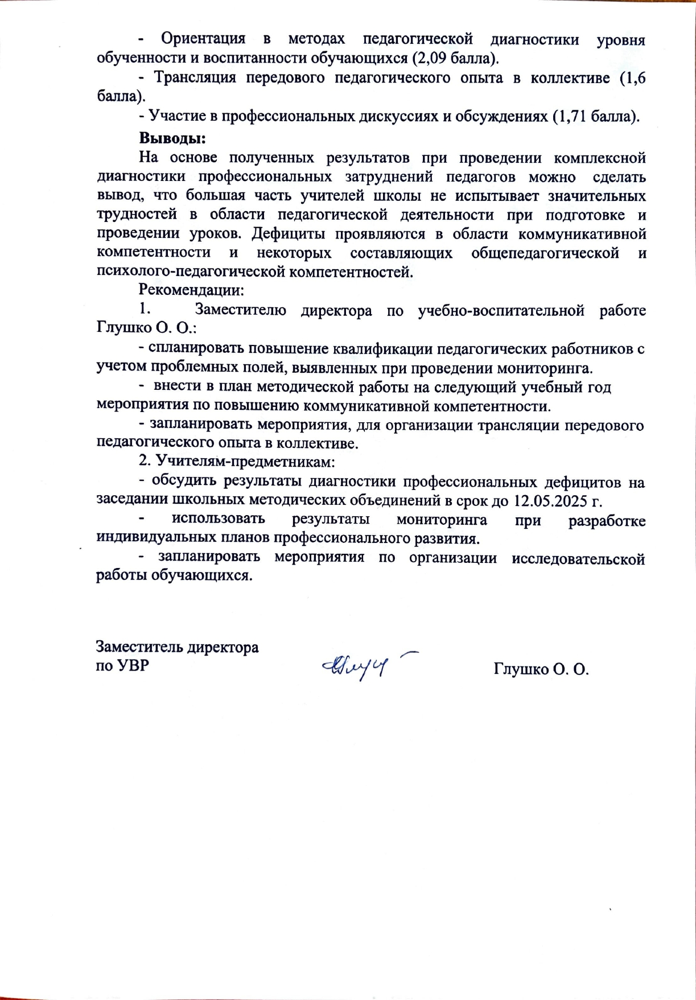 - Ориентация в методах педагогической диагностики уровня
обученности и воспитанности обучающихся (2,09 балла).
- Трансляция передового педагогического опыта в коллективе (1,6
балла).
- Участие в профессиональных дискуссиях и обсуждениях (1,71 балла).
Выводы:
На основе полученных результатов при проведении комплексной
диагностики профессиональных затруднений педагогов можно сделать
вывод, что большая часть учителей школы не испытывает значительных
трудностей в области педагогической деятельности при подготовке и
проведении уроков. Дефициты проявляются в области коммуникативной
компетентности и некоторых составляющих общепедагогической и
психолого-педагогической компетентностей.
Рекомендации:
1. Заместителю директора по учебно-воспитательной работе
Глушко О. О.:
- спланировать повышение квалификации педагогических работников с
учетом проблемных полей, выявленных при проведении мониторинга.
- внести в план методической работы на следующий учебный год
мероприятия по повышению коммуникативной компетентности.
- запланировать мероприятия, для организации трансляции передового
педагогического опыта в коллективе.
2. Учителям-предметникам:
- обсудить результаты диагностики профессиональных дефицитов на
заседании школьных методических объединений в срок до 12.05.2025 г.
- использовать результаты мониторинга при разработке
индивидуальных планов профессионального развития.
- запланировать мероприятия по организации исследовательской
работы обучающихся.
Заместитель директора
по УВР Глушко О. О.